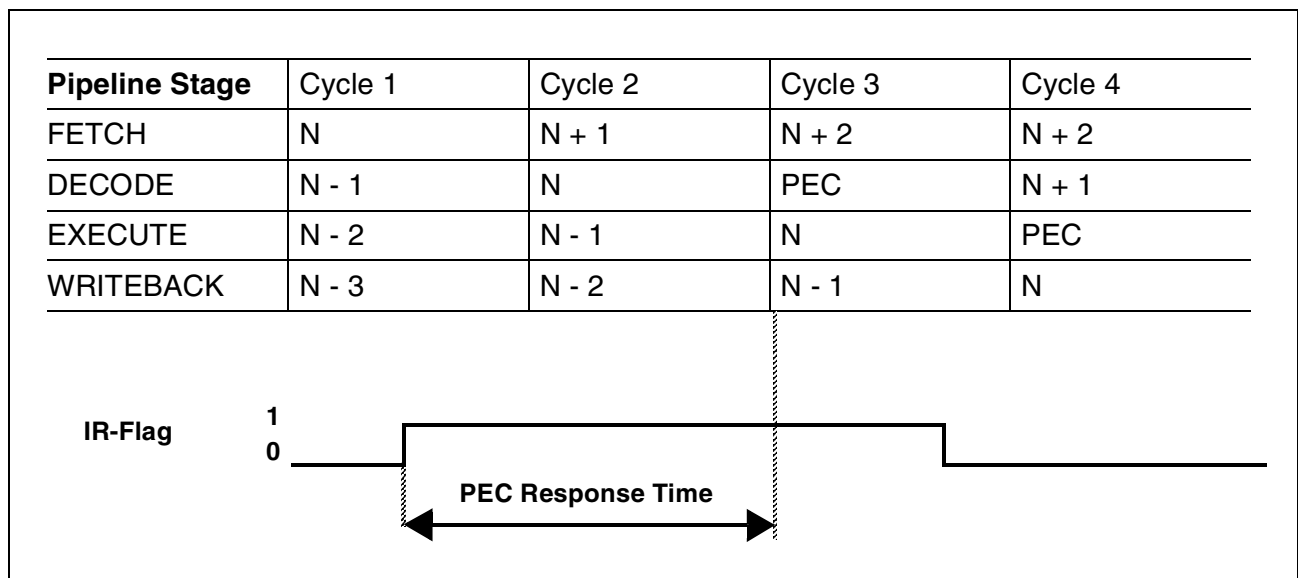 Pipeline Stage Cycle 1 Cycle 2 Cycle 3 Cycle 4
FETCH N N + 1 N + 2 N + 2
DECODE N - 1 N PEC N + 1
EXECUTE N - 2 N - 1 N PEC
WRITEBACK N - 3 N - 2 N - 1 N
IR-Flag 1
0
PEC Response Time